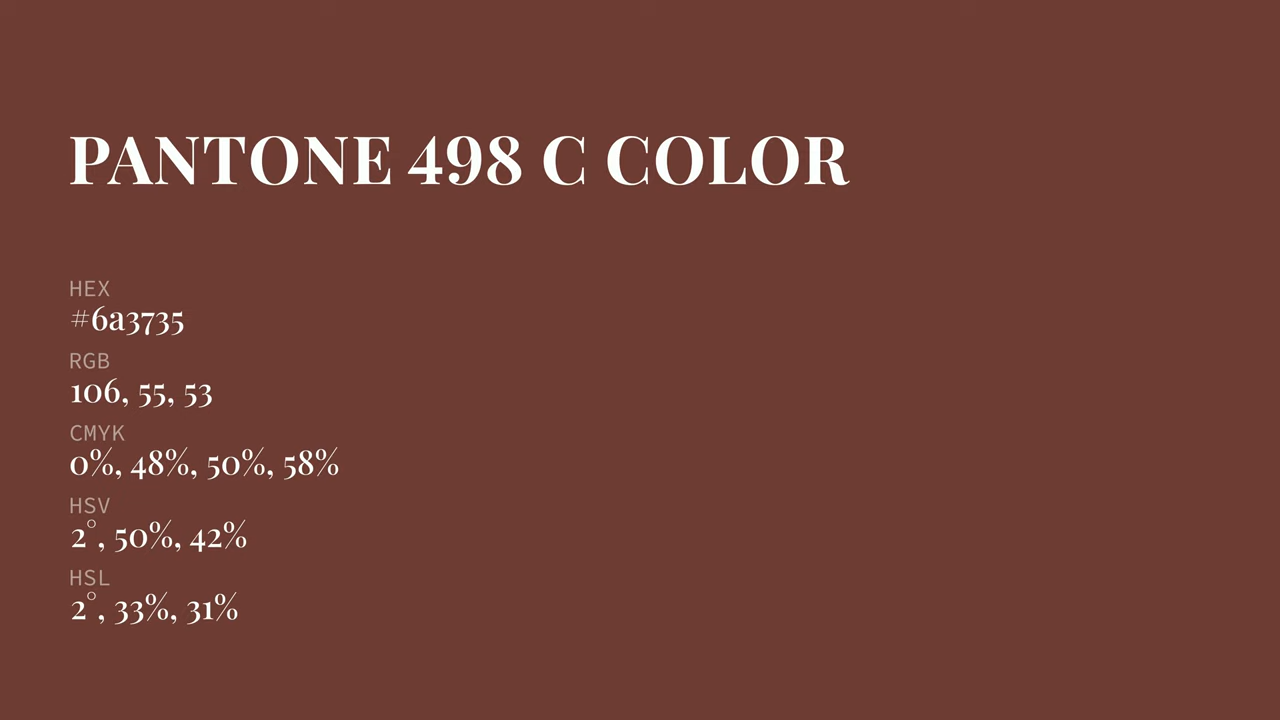 PANTONE 498 C COLOR
HEX
#6a3735
RGB
106, 55, 53
CMYK
0%, 48%, 50%, 58%
HSV
2°, 50%, 42%
HSL
2°, 33%, 31%